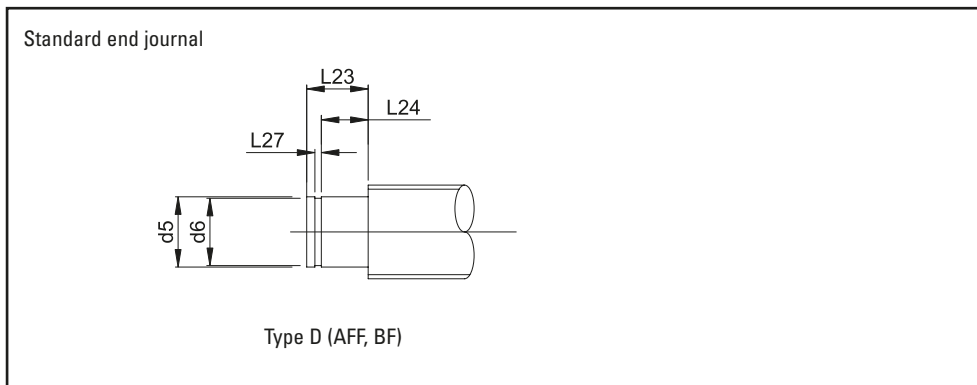 Standard end journal
L23
L24
L27
d5
d6
Type D (AFF, BF)